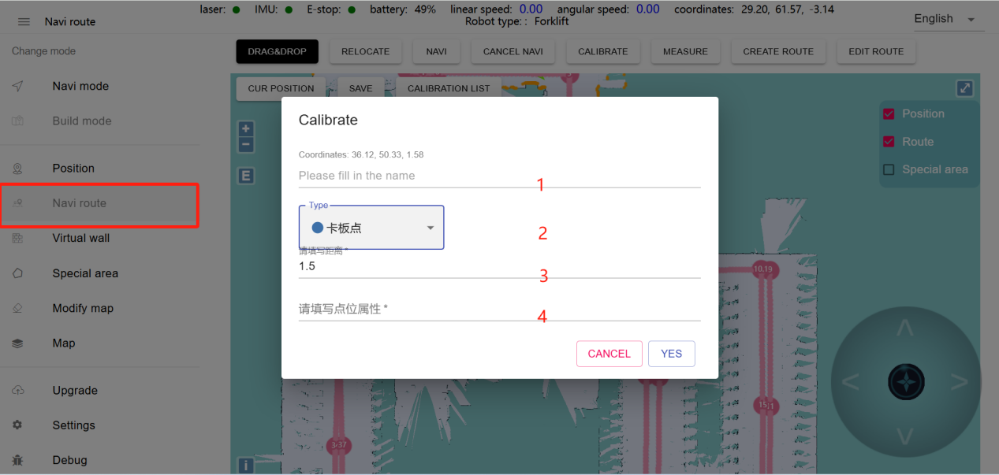 laser: IMU: E-stop: battery: 49% linear speed: 0.00 angular speed: 0.00 coordinates: 29.20, 61.57, -3.14
Robot type: : Forklift
Navi route
English
Change mode
DRAG&DROP RELOCATE NAVI CANCEL NAVI CALIBRATE MEASURE CREATE ROUTE EDIT ROUTE
Navi mode
Build mode
Position
Navi route
Virtual wall
Special area
Modify map
Map
Upgrade
Settings
Debug
CUR POSITION SAVE CALIBRATION LIST
+
−
E
i
Position
Route
Special area
Calibrate
Coordinates: 36.12, 50.33, 1.58
Please fill in the name
1
Type
卡板点
2
请填写距离 *
1.5
3
请填写点位属性 *
4
CANCEL YES
10.19
15;1
3-37